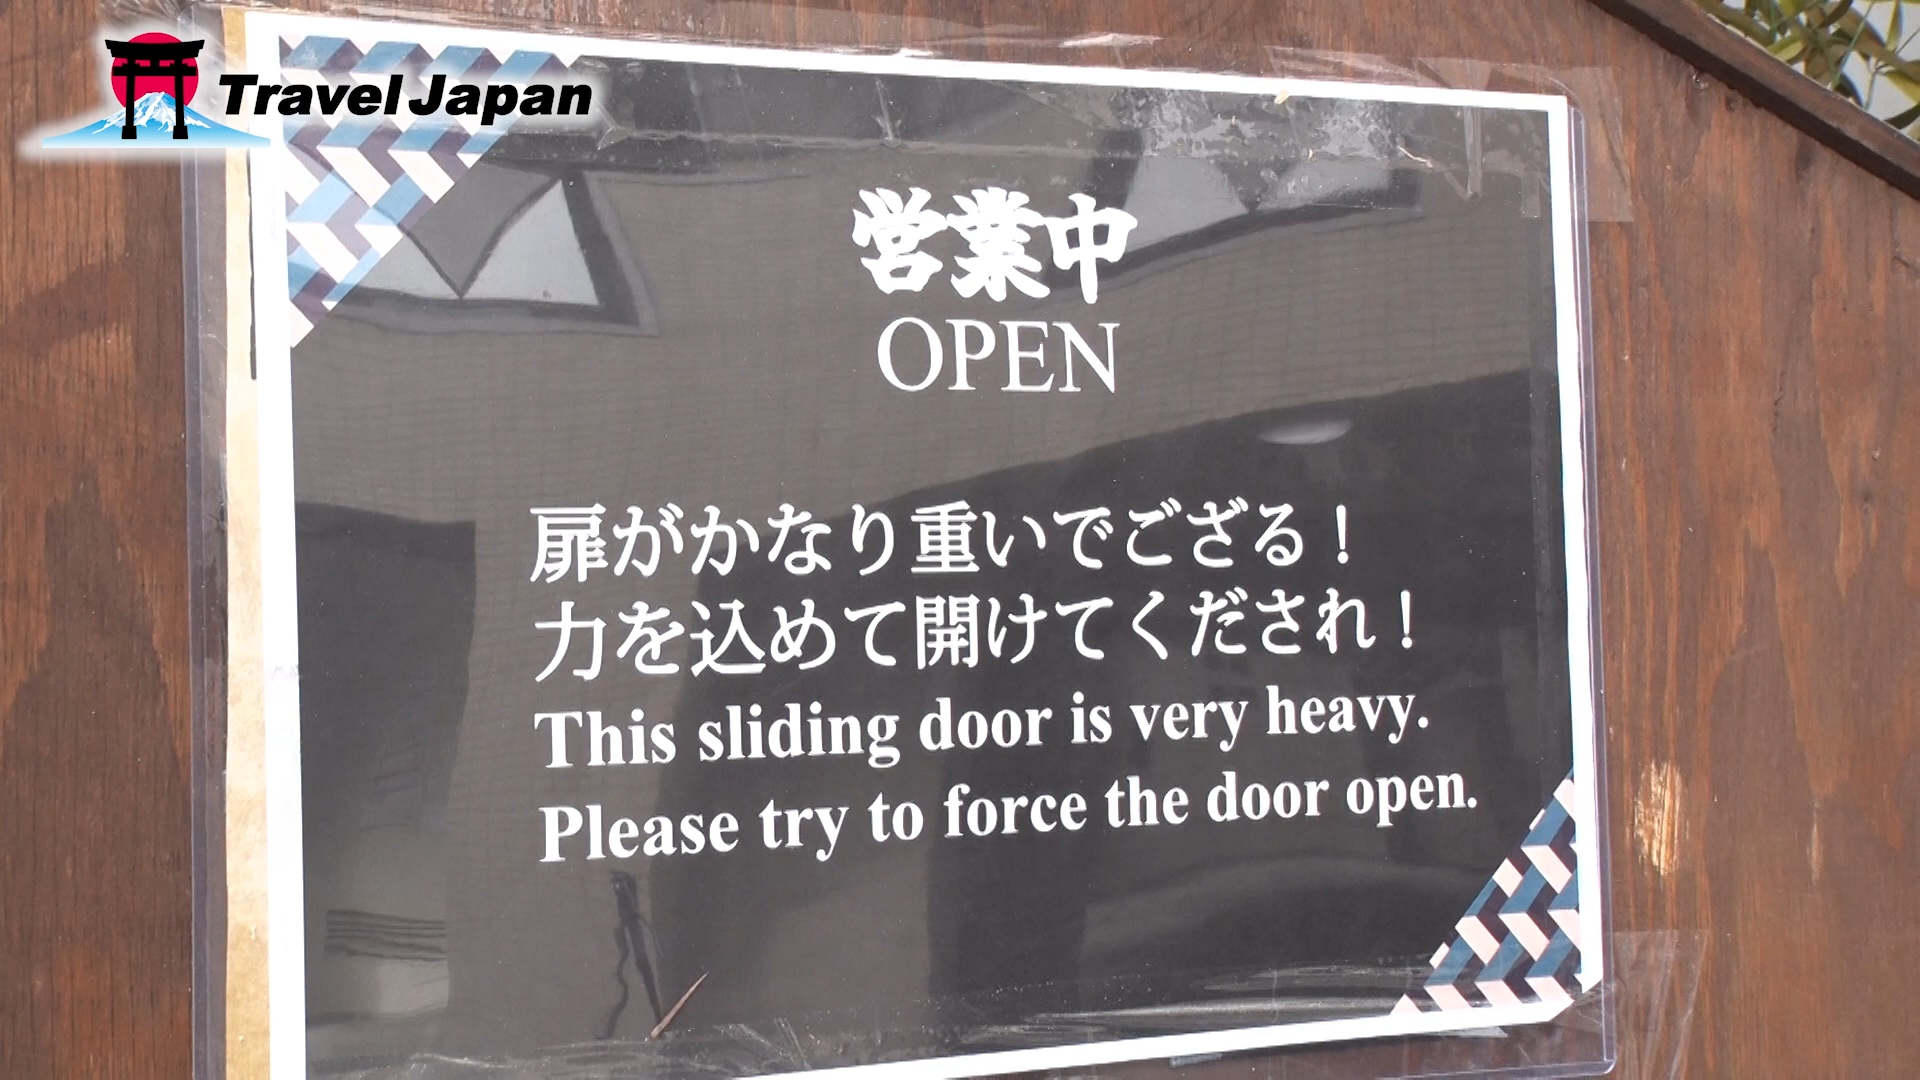 Travel Japan
営業中
OPEN
扉がかなり重いでござる！
力を込めて開けてくだされ！
This sliding door is very heavy.
Please try to force the door open.